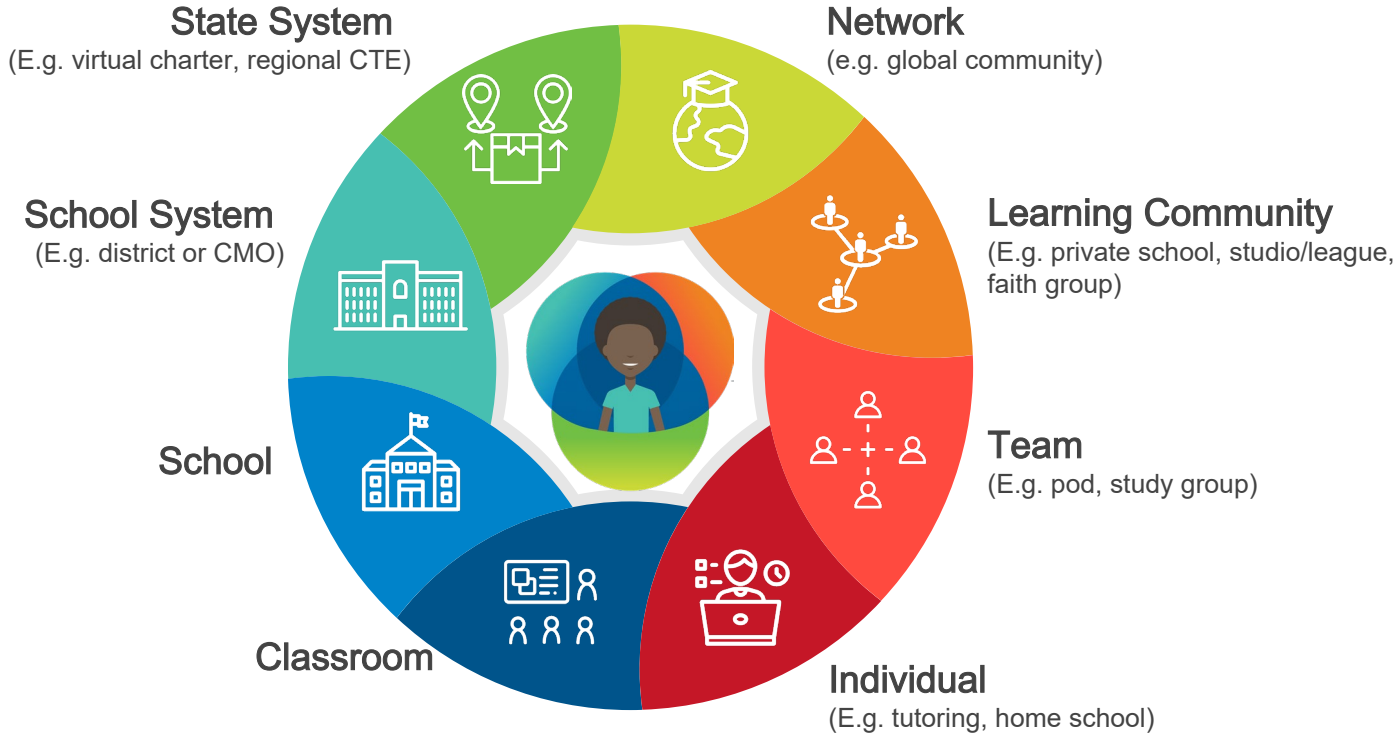 State System
(E.g. virtual charter, regional CTE)
Network
(e.g. global community)
School System
(E.g. district or CMO)
Learning Community
(E.g. private school, studio/league,
faith group)
School
Team
(E.g. pod, study group)
Classroom
Individual
(E.g. tutoring, home school)